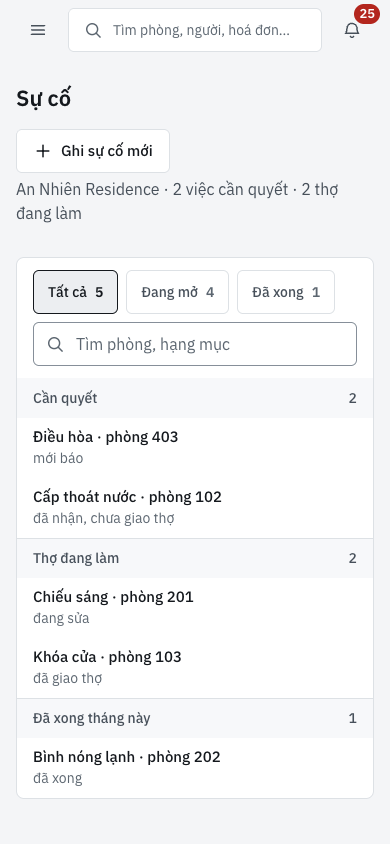 Tìm phòng, người, hoá đơn...
25
Sự cố
Ghi sự cố mới
An Nhiên Residence · 2 việc cần quyết · 2 thợ
đang làm
Tất cả 5
Đang mở 4
Đã xong 1
Tìm phòng, hạng mục
Cần quyết 2
Điều hòa · phòng 403
mới báo
Cấp thoát nước · phòng 102
đã nhận, chưa giao thợ
Thợ đang làm 2
Chiếu sáng · phòng 201
đang sửa
Khóa cửa · phòng 103
đã giao thợ
Đã xong tháng này 1
Bình nóng lạnh · phòng 202
đã xong